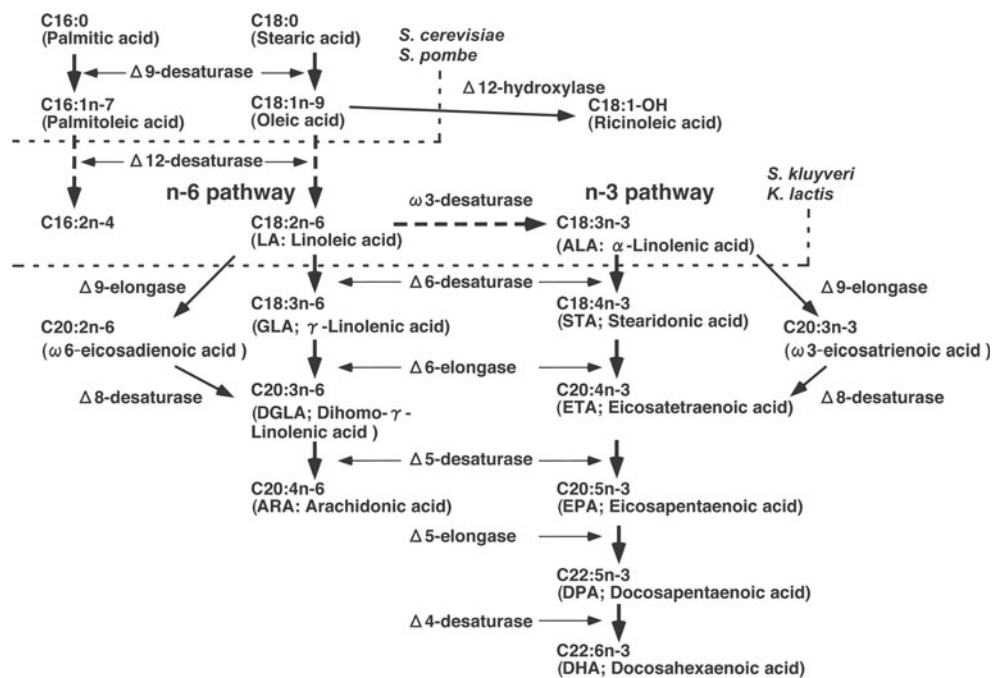 C16:0
(Palmitic acid)
C18:0
(Stearic acid)
S. cerevisiae
S. pombe
Δ9-desaturase
Δ12-hydroxylase
C16:1n-7
(Palmitoleic acid)
C18:1n-9
(Oleic acid)
C18:1-OH
(Ricinoleic acid)
Δ12-desaturase
n-6 pathway
n-3 pathway
S. kluyveri
K. lactis
ω3-desaturase
C16:2n-4
C18:2n-6
(LA: Linoleic acid)
C18:3n-3
(ALA: α-Linolenic acid)
Δ9-elongase
Δ6-desaturase
Δ9-elongase
C18:3n-6
(GLA; γ-Linolenic acid)
C18:4n-3
(STA; Stearidonic acid)
C20:2n-6
(ω6-eicosadienoic acid )
C20:3n-3
(ω3-eicosatrienoic acid )
Δ6-elongase
Δ8-desaturase
C20:3n-6
(DGLA; Dihomo-γ-
Linolenic acid )
C20:4n-3
(ETA; Eicosatetraenoic acid)
Δ8-desaturase
Δ5-desaturase
C20:4n-6
(ARA: Arachidonic acid)
C20:5n-3
(EPA; Eicosapentaenoic acid)
Δ5-elongase
C22:5n-3
(DPA; Docosapentaenoic acid)
Δ4-desaturase
C22:6n-3
(DHA; Docosahexaenoic acid)